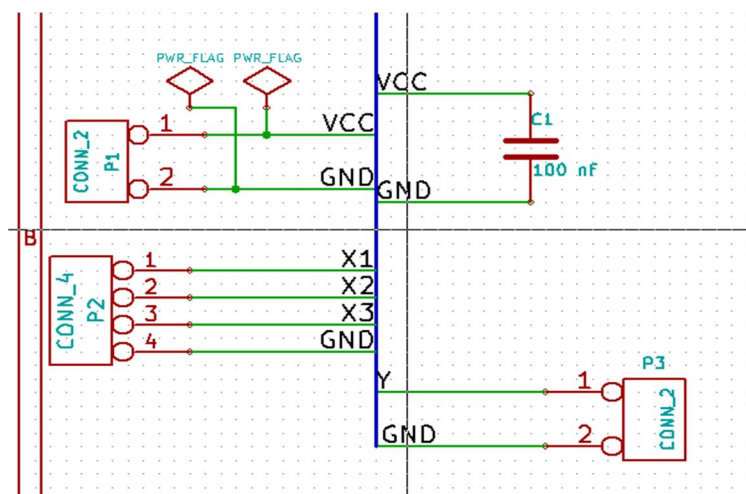 PWR_FLAG PWR_FLAG
VCC
C1
1 VCC
CONN_2
P1
100 nf
2 GND
GND
B
1 X1
CONN_4
P2
2 X2
3 X3
4 GND
P3
Y 1
CONN_2
GND 2